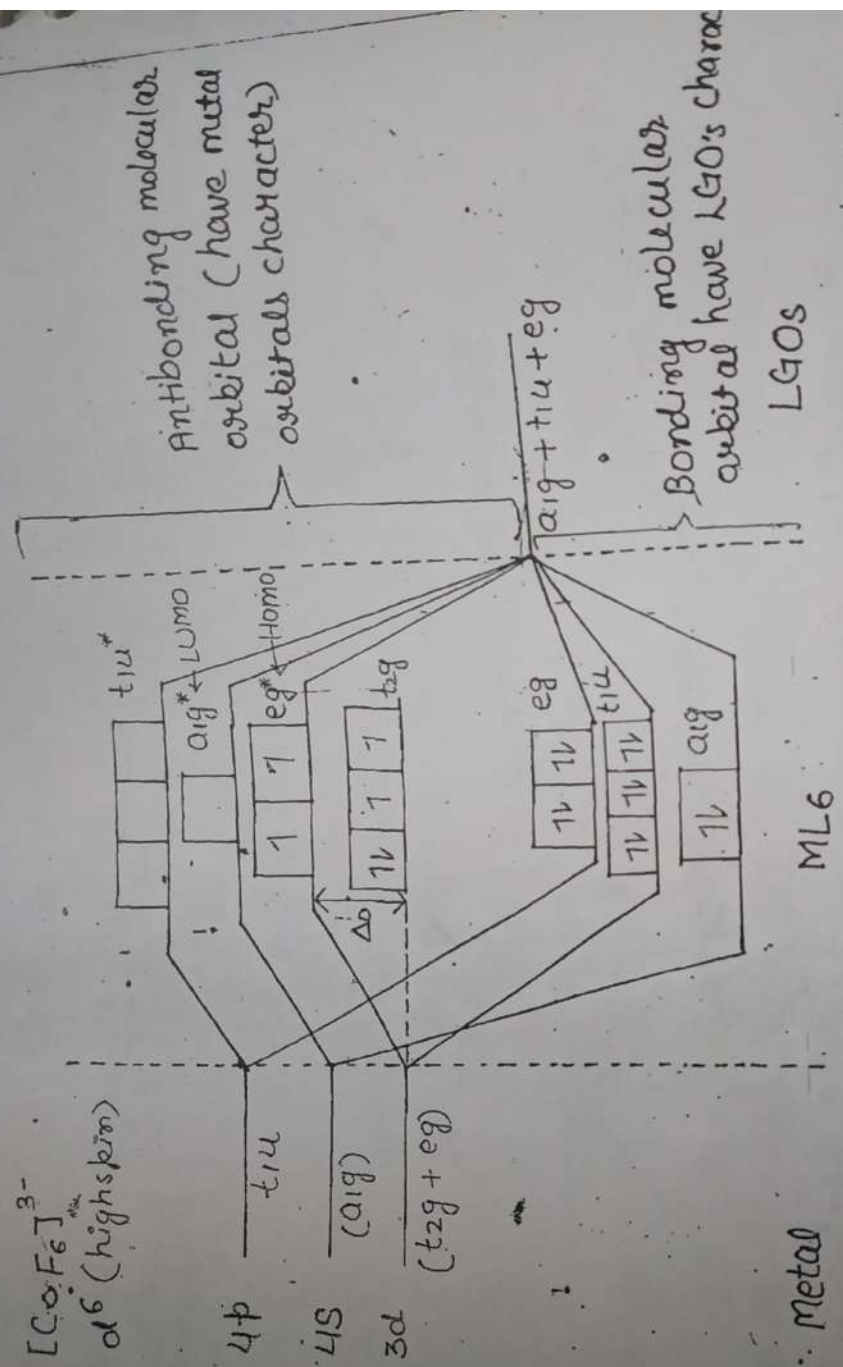 [CoF6]3-
d6 (highspin)
Antibonding molecular
orbital (have metal
orbitals character)
t1u*
a1g* ← LUMO
eg* ← HOMO
t2g
Δo
4p
t1u
4s
(a1g)
3d
(t2g + eg)
a1g + t1u + eg
eg
t1u
a1g
Bonding molecular
orbital have LGO's charac
Metal
ML6
LGOs